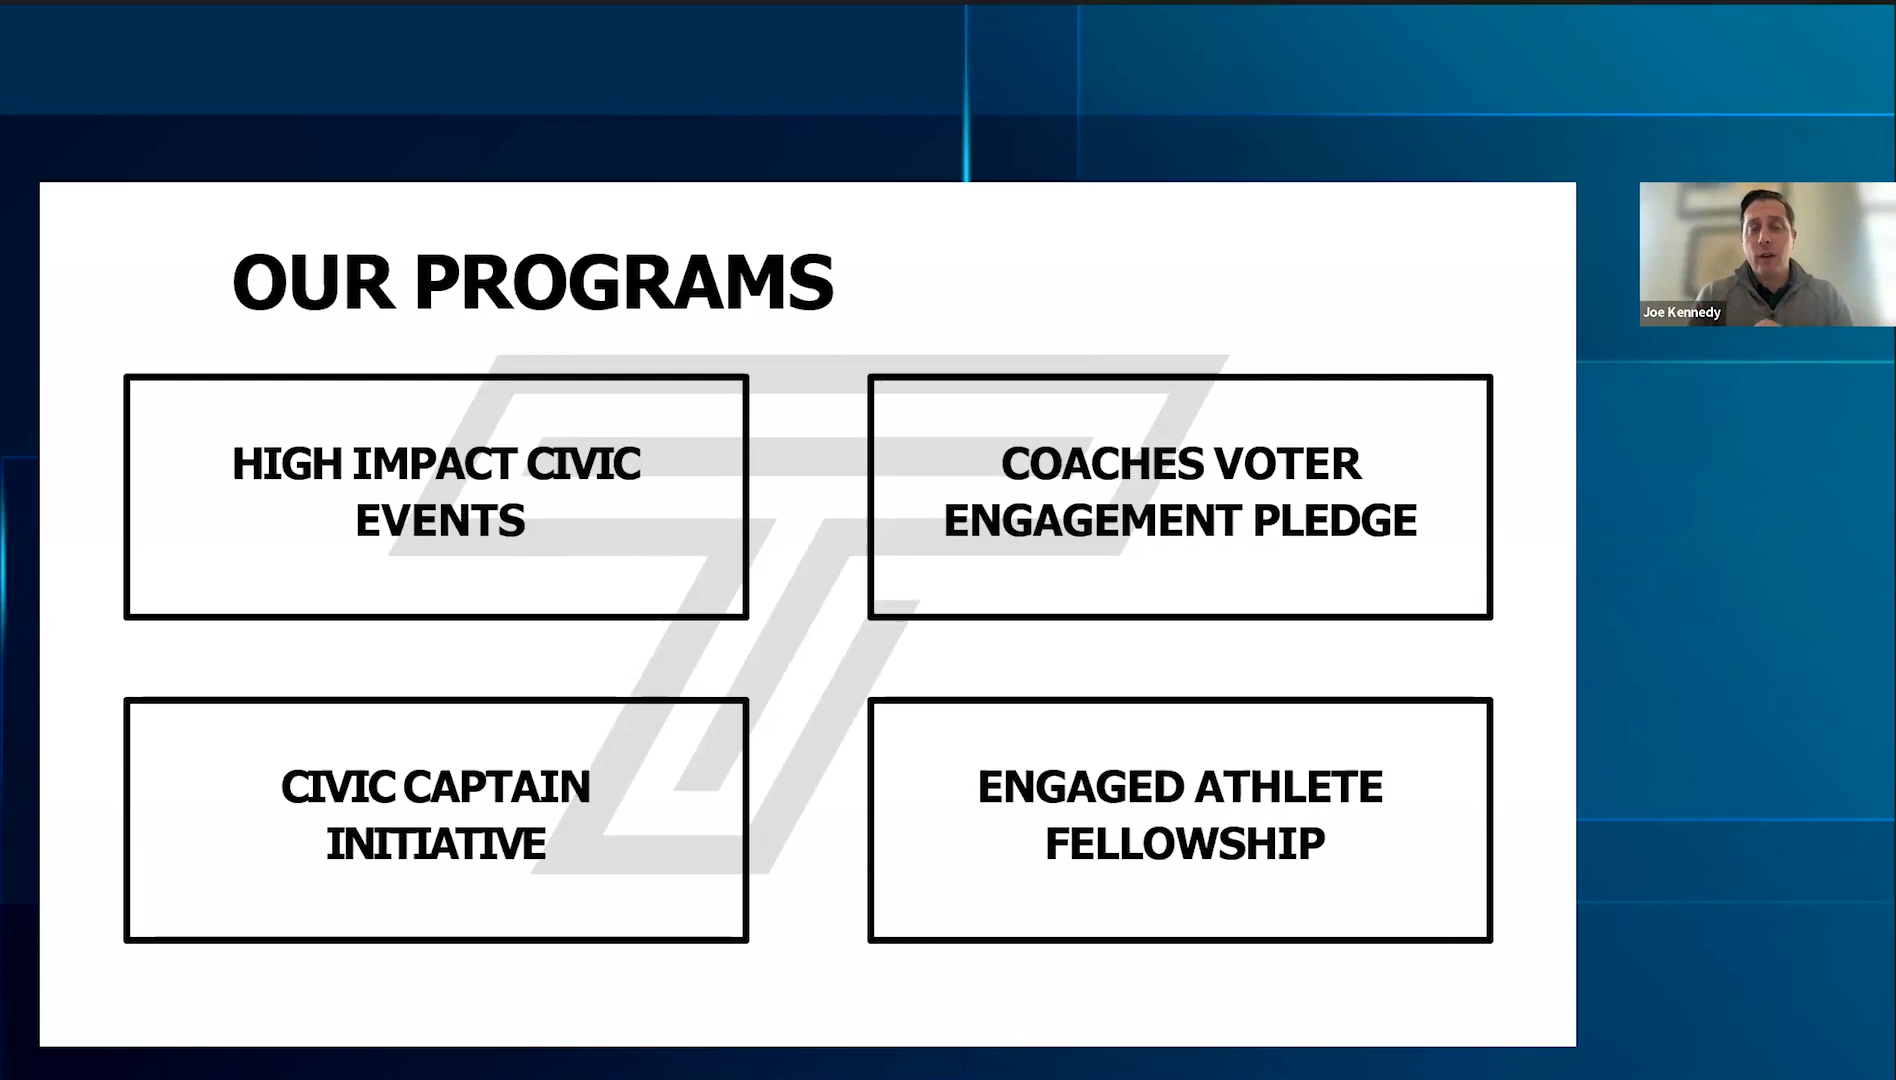 OUR PROGRAMS
HIGH IMPACT CIVIC
EVENTS
COACHES VOTER
ENGAGEMENT PLEDGE
CIVIC CAPTAIN
INITIATIVE
ENGAGED ATHLETE
FELLOWSHIP
Joe Kennedy